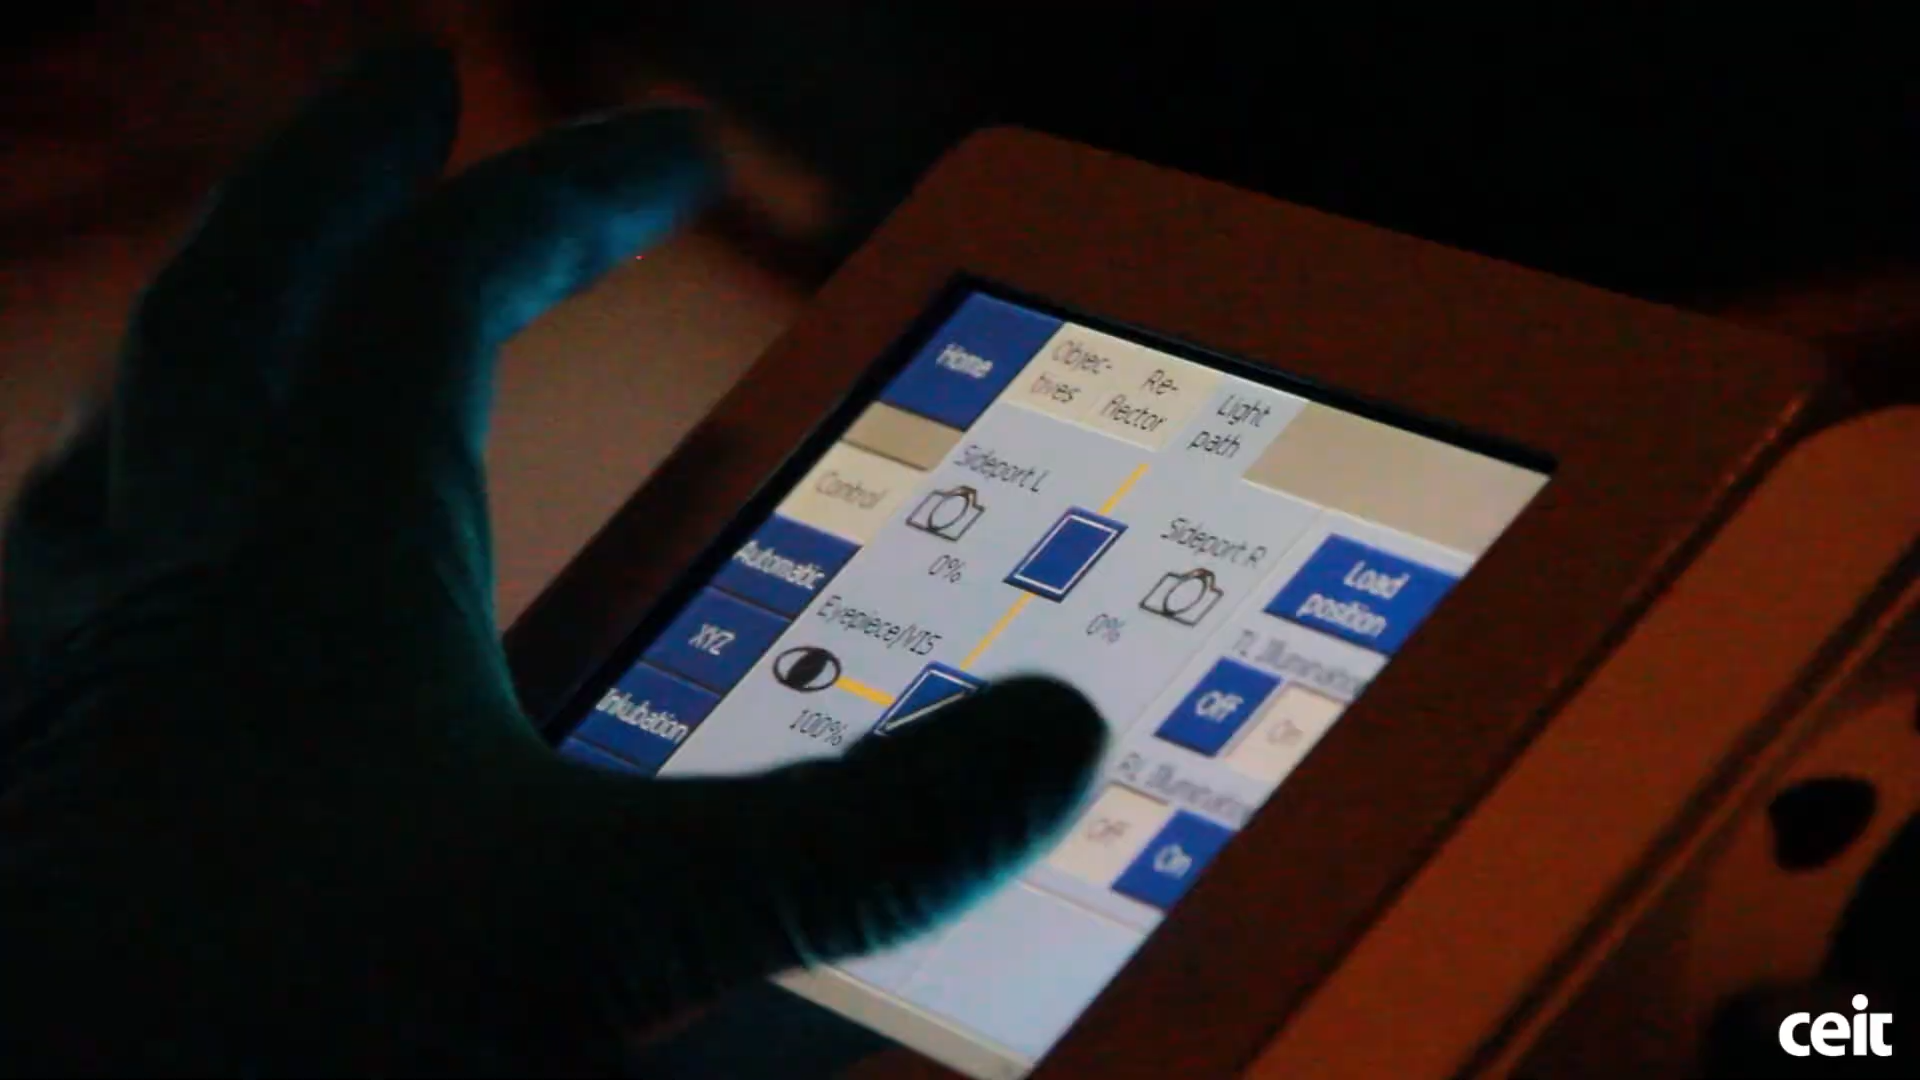 Home
Objec-
tives
Re-
flector
Light
path
Control
Automatic
XYZ
Inkubation
Sideport L
0%
Sideport R
0%
Eyepiece/VIS
100%
Load
position
TL Illumination
Off
On
RL Illumination
Off
On
ceit